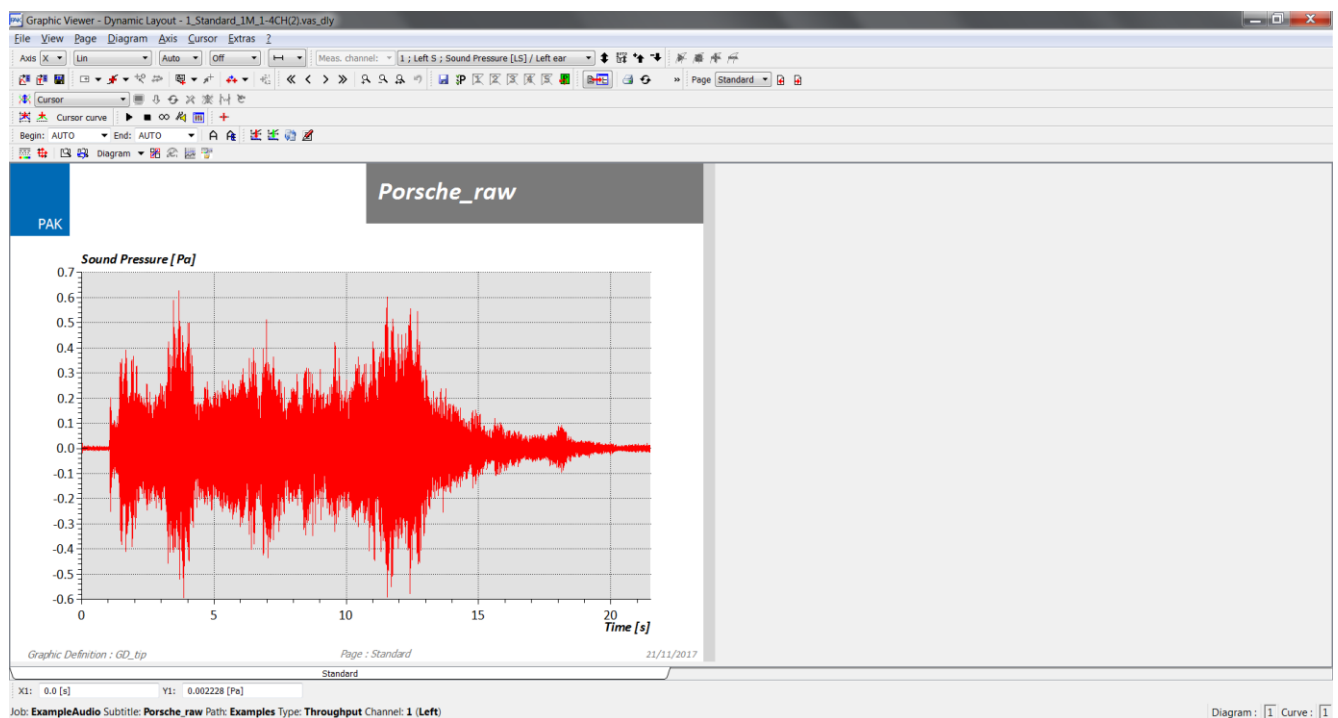 Graphic Viewer - Dynamic Layout - 1_Standard_1M_1-4CH(2).vas_dly
File View Page Diagram Axis Cursor Extras ?
Axis X Lin Auto Off Meas. channel: 1 ; Left S ; Sound Pressure [LS] / Left ear
Page Standard
Cursor
Cursor curve
Begin: AUTO End: AUTO
Diagram
PAK
Porsche_raw
Sound Pressure [Pa]
0.7
0.6
0.5
0.4
0.3
0.2
0.1
0.0
-0.1
-0.2
-0.3
-0.4
-0.5
-0.6
0 5 10 15 20
Time [s]
Graphic Definition : GD_tip Page : Standard 21/11/2017
Standard
X1: 0.0 [s] Y1: 0.002228 [Pa]
Job: ExampleAudio Subtitle: Porsche_raw Path: Examples Type: Throughput Channel: 1 (Left) Diagram : 1 Curve : 1